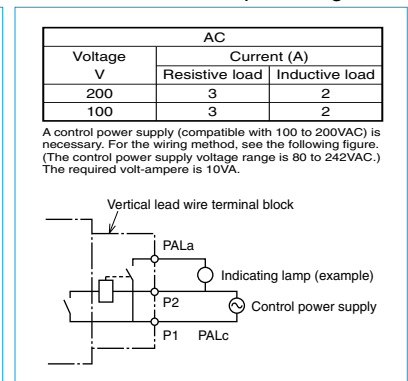 AC
Voltage V Current (A)
Resistive load Inductive load
200 3 2
100 3 2
A control power supply (compatible with 100 to 200VAC) is
necessary. For the wiring method, see the following figure.
(The control power supply voltage range is 80 to 242VAC.)
The required volt-ampere is 10VA.
Vertical lead wire terminal block
PALa
Indicating lamp (example)
P2
Control power supply
P1 PALc